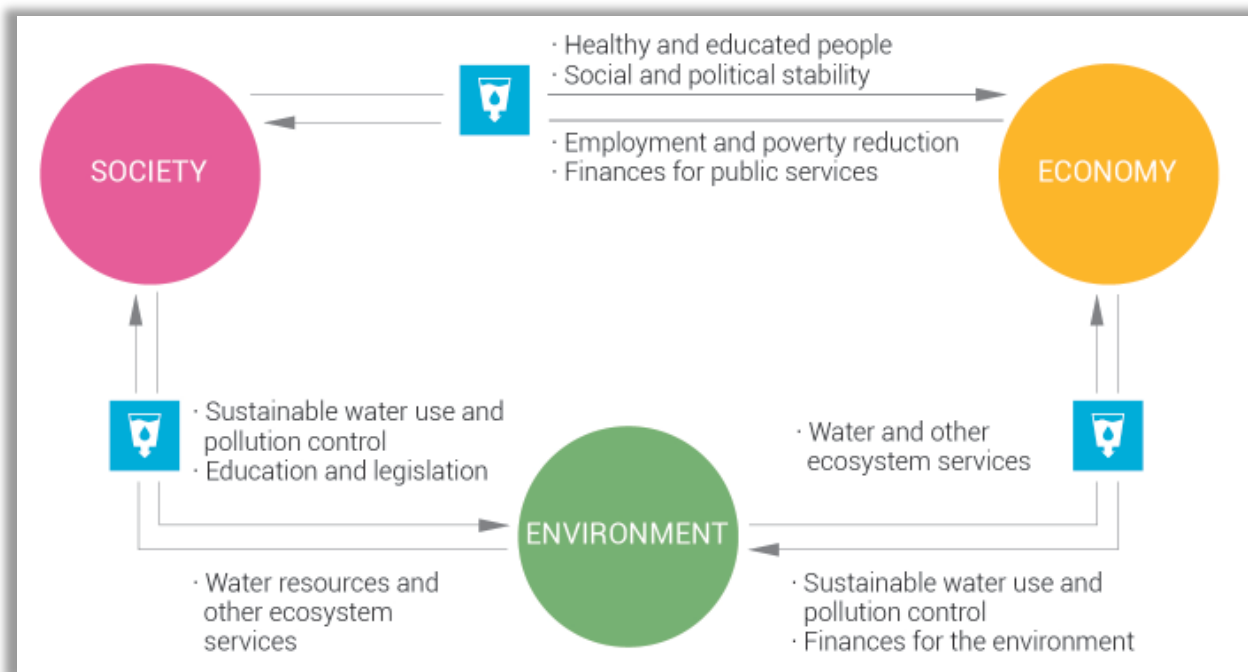 · Healthy and educated people
· Social and political stability
SOCIETY
ECONOMY
· Employment and poverty reduction
· Finances for public services
· Sustainable water use and
pollution control
· Education and legislation
· Water and other
ecosystem services
ENVIRONMENT
· Water resources and
other ecosystem
services
· Sustainable water use and
pollution control
· Finances for the environment